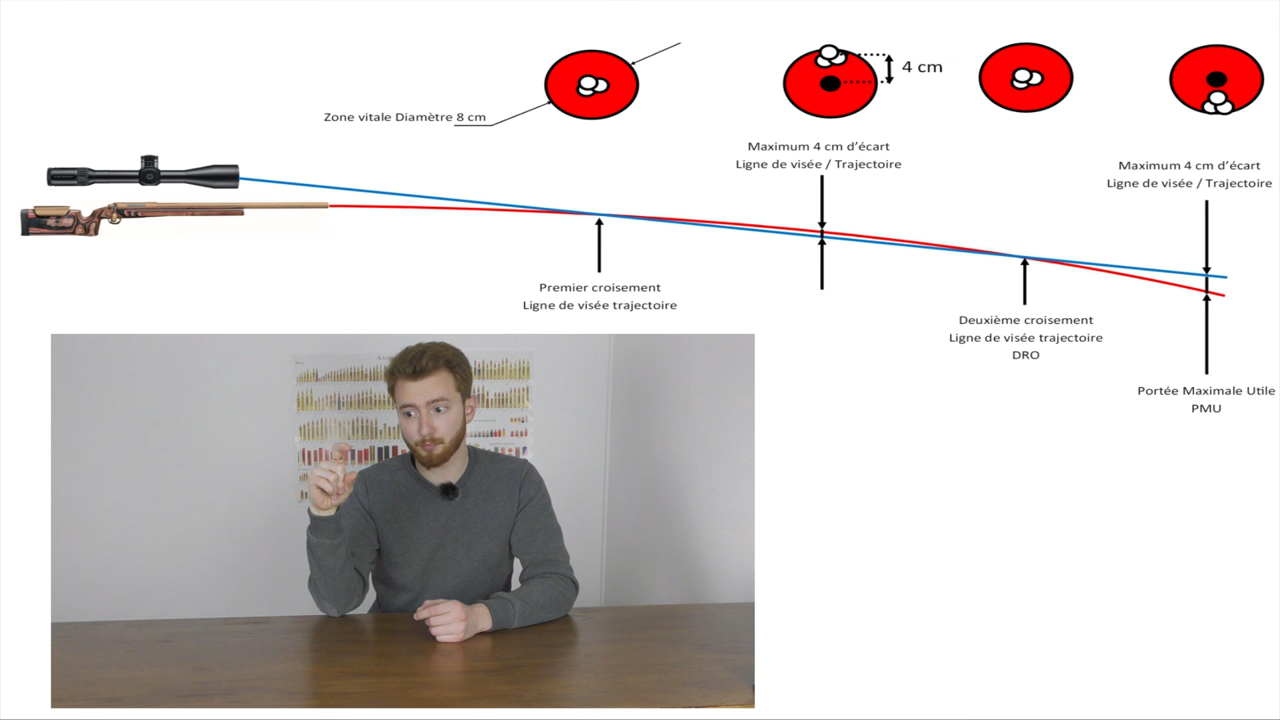 4 cm
Zone vitale Diamètre 8 cm
Maximum 4 cm d'écart
Ligne de visée / Trajectoire
Maximum 4 cm d'écart
Ligne de visée / Trajectoire
Premier croisement
Ligne de visée trajectoire
Deuxième croisement
Ligne de visée trajectoire
DRO
Portée Maximale Utile
PMU